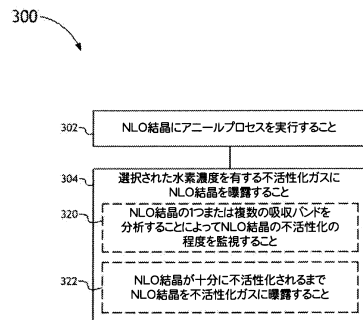 300
302
NLO結晶にアニールプロセスを実行すること
304
選択された水素濃度を有する不活性化ガスに
NLO結晶を曝露すること
320
NLO結晶の1つまたは複数の吸収バンドを
分析することによってNLO結晶の不活性化の
程度を監視すること
322
NLO結晶が十分に不活性化されるまで
NLO結晶を不活性化ガスに曝露すること